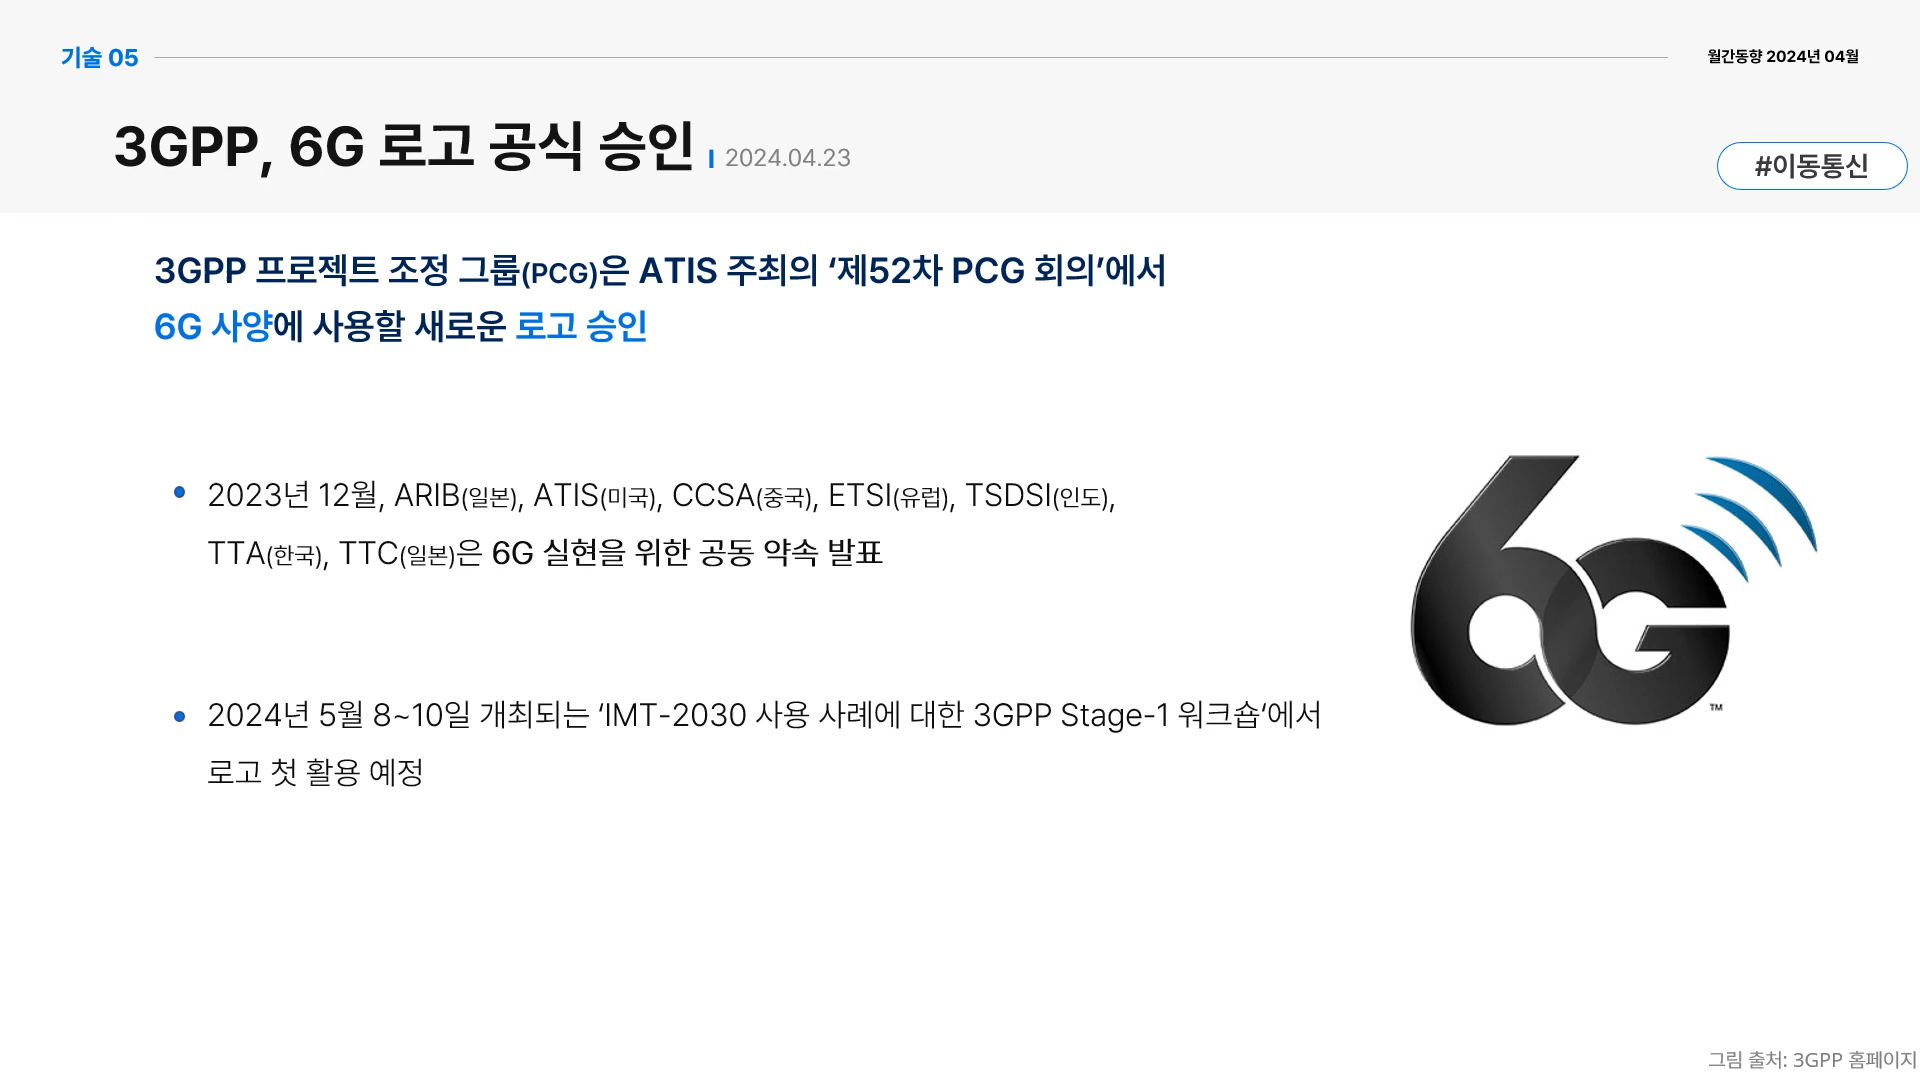 기술 05
월간동향 2024년 04월
3GPP, 6G 로고 공식 승인 2024.04.23
#이동통신
3GPP 프로젝트 조정 그룹(PCG)은 ATIS 주최의 ‘제52차 PCG 회의’에서
6G 사양에 사용할 새로운 로고 승인
• 2023년 12월, ARIB(일본), ATIS(미국), CCSA(중국), ETSI(유럽), TSDSI(인도),
TTA(한국), TTC(일본)은 6G 실현을 위한 공동 약속 발표
• 2024년 5월 8~10일 개최되는 ‘IMT-2030 사용 사례에 대한 3GPP Stage-1 워크숍‘에서
로고 첫 활용 예정
6G
TM
그림 출처: 3GPP 홈페이지